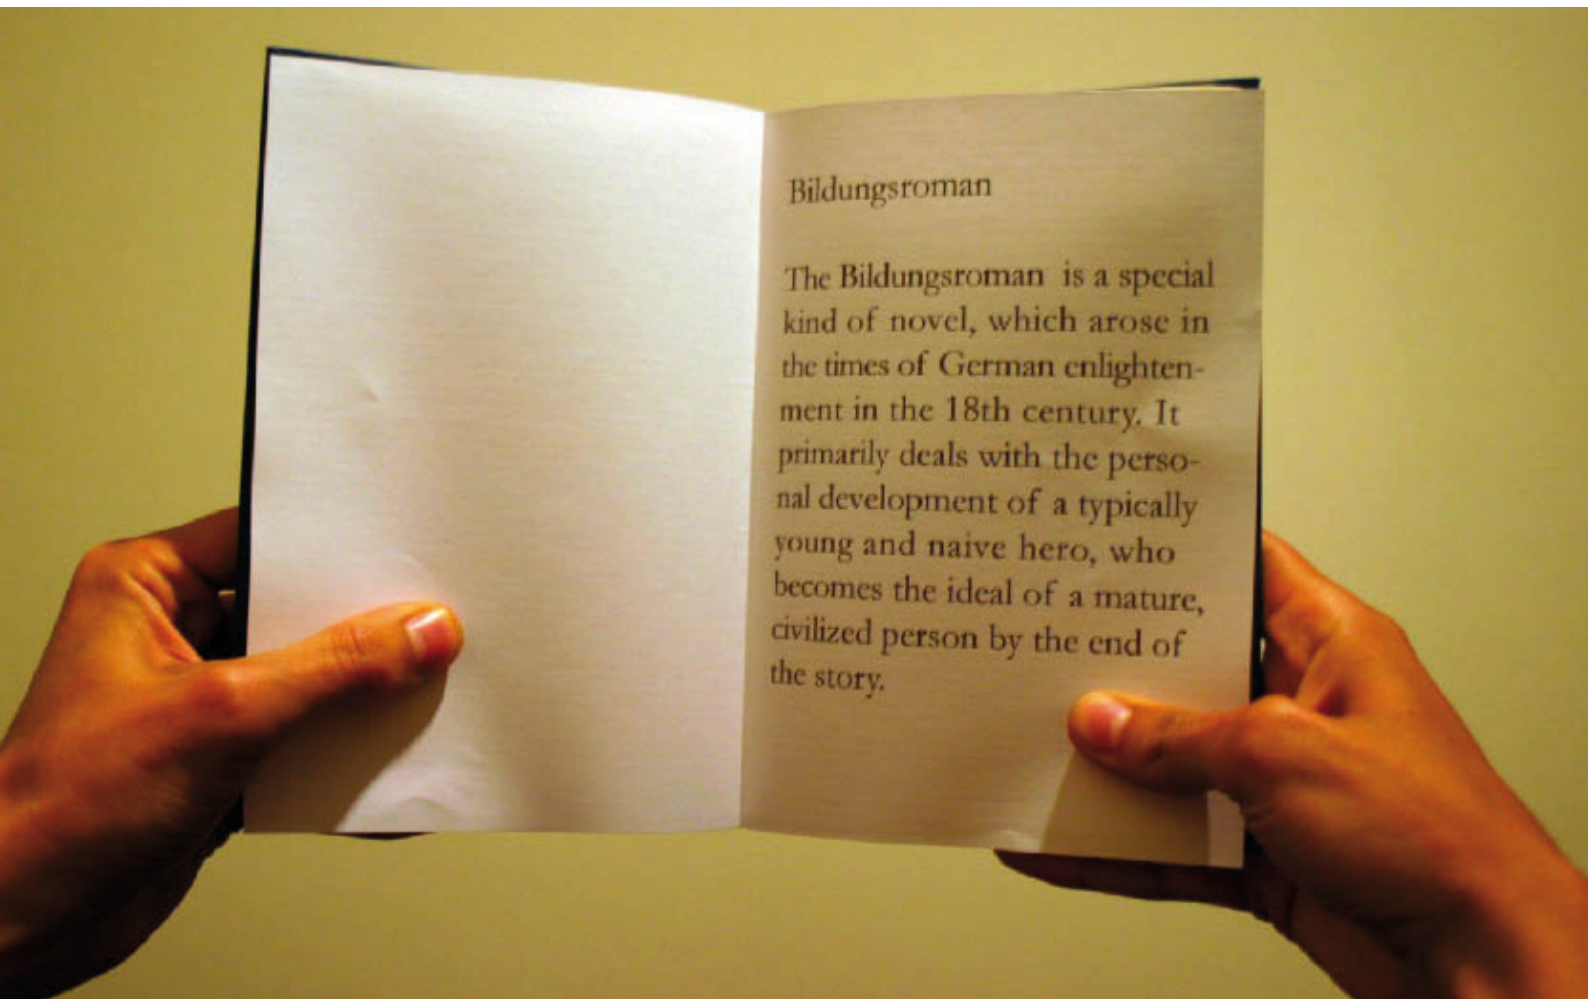 Bildungsroman
The Bildungsroman is a special
kind of novel, which arose in
the times of German enlighten-
ment in the 18th century. It
primarily deals with the perso-
nal development of a typically
young and naive hero, who
becomes the ideal of a mature,
civilized person by the end of
the story.